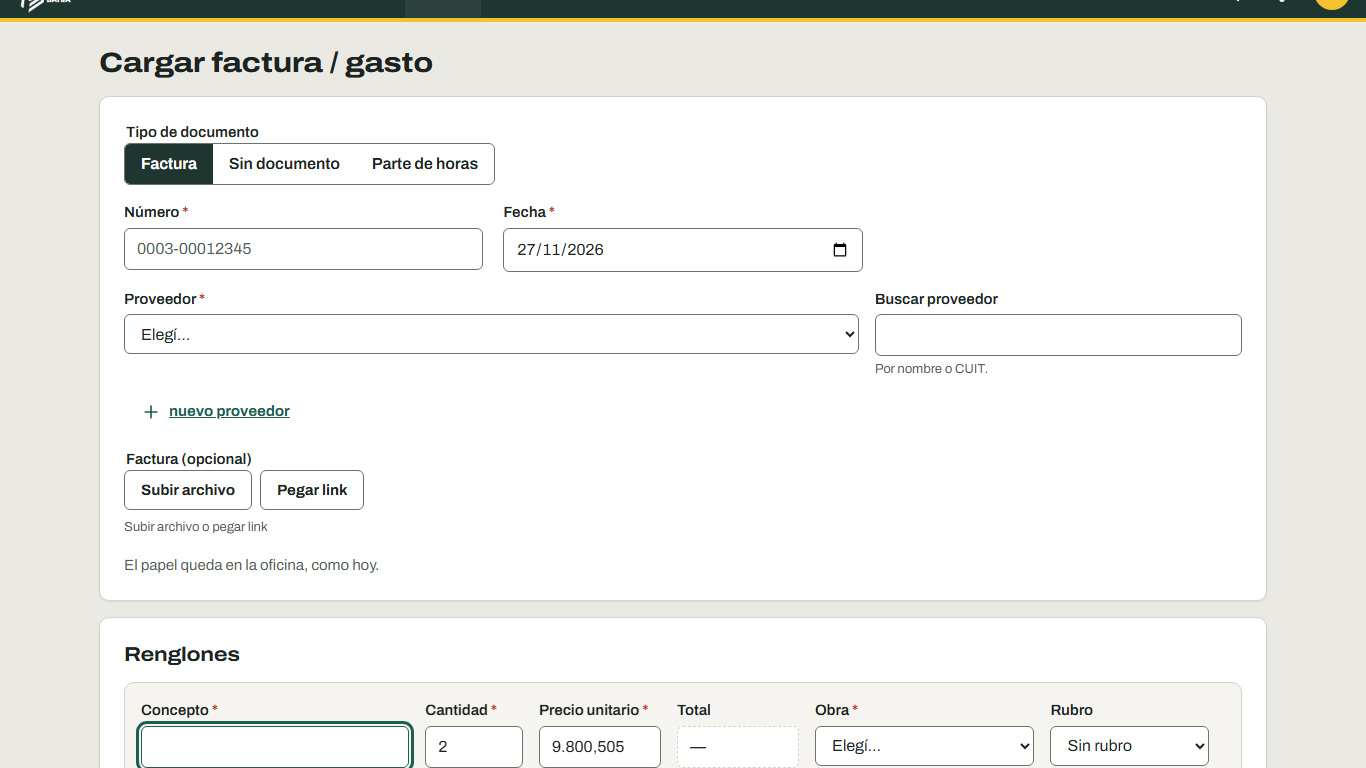 Cargar factura / gasto
Tipo de documento
Factura Sin documento Parte de horas
Número * Fecha *
0003-00012345 27/11/2026
Proveedor * Buscar proveedor
Elegí...
Por nombre o CUIT.
+ nuevo proveedor
Factura (opcional)
Subir archivo Pegar link
Subir archivo o pegar link
El papel queda en la oficina, como hoy.
Renglones
Concepto * Cantidad * Precio unitario * Total Obra * Rubro
2 9.800,505 — Elegí... Sin rubro